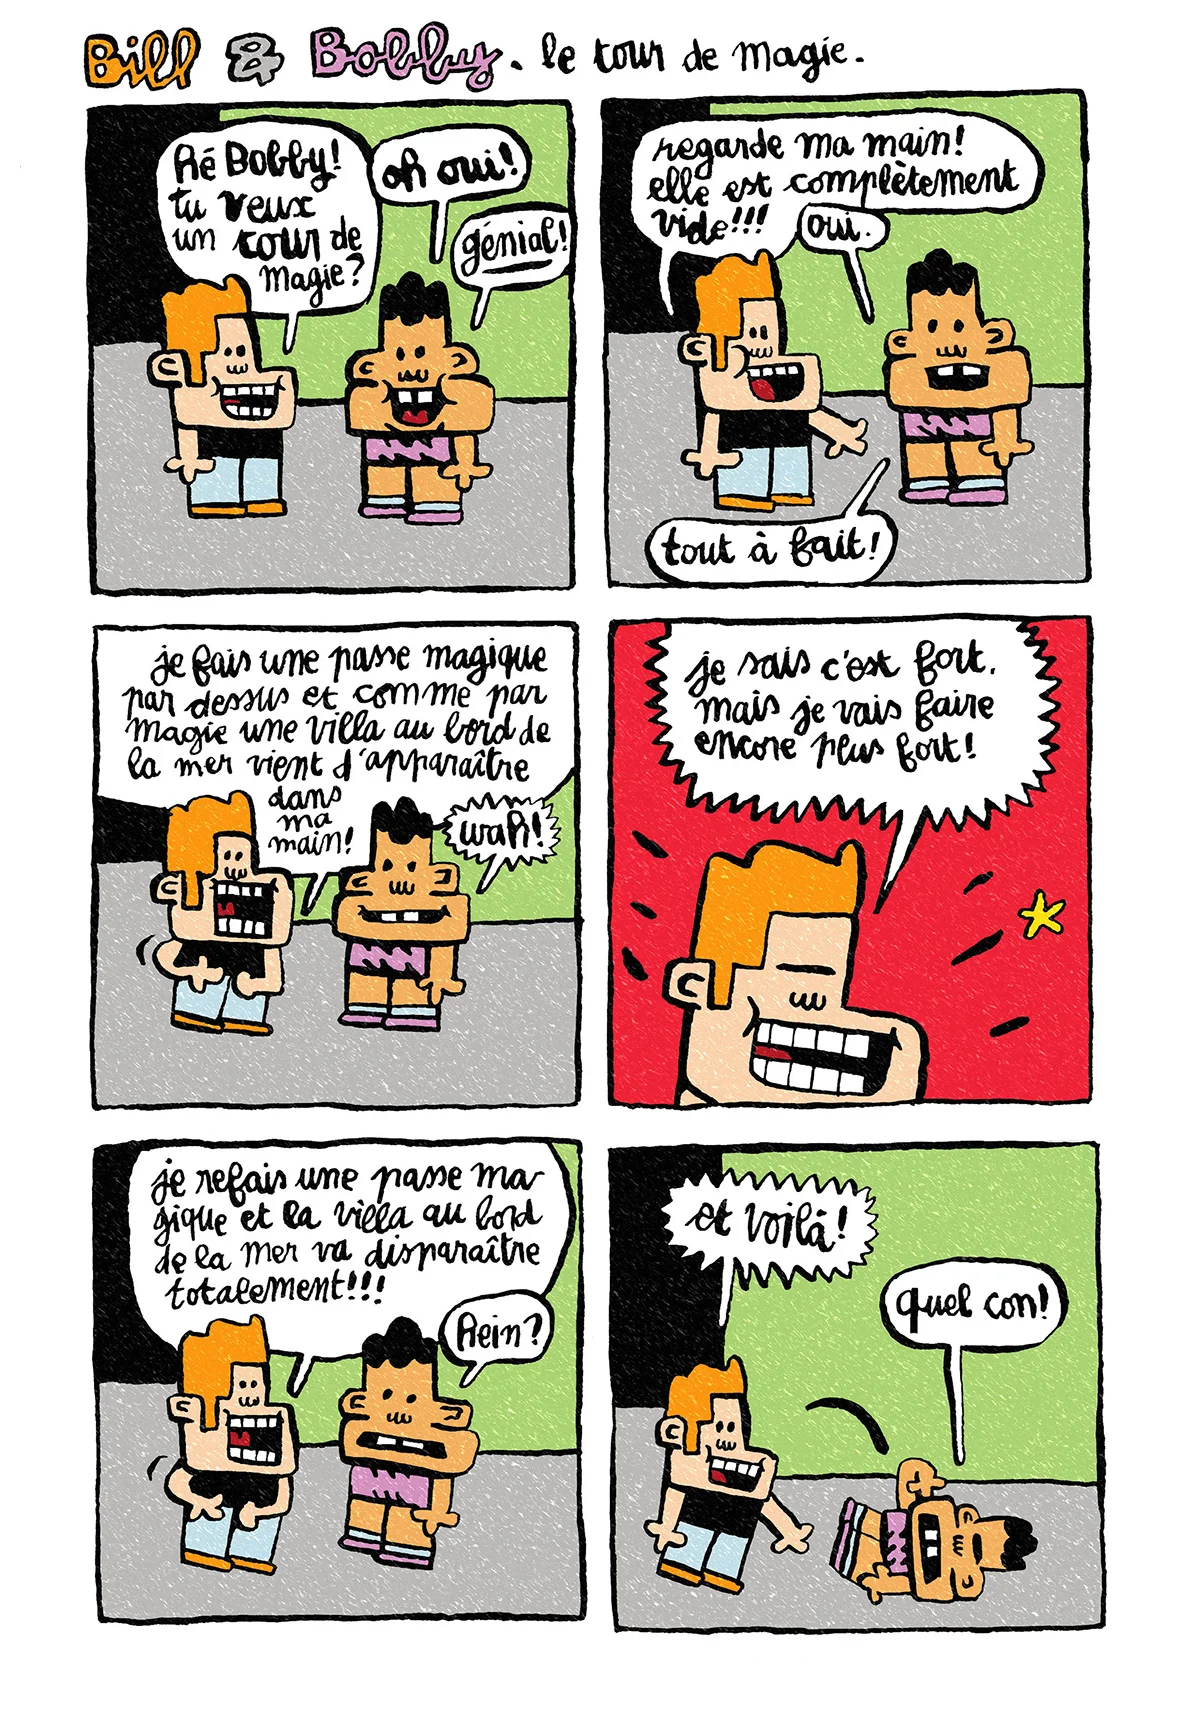 Bill & Bobby. le tour de magie.
hé Bobby!
tu veux
un tour de
magie?
oh oui!
génial!
regarde ma main!
elle est complètement
vide!!!
oui.
tout à fait!
je fais une passe magique
par dessus et comme par
magie une villa au bord de
la mer vient d'apparaître
dans
ma
main!
wah!
je sais c'est fort.
mais je vais faire
encore plus fort!
je refais une passe ma-
gique et la villa au bord
de la mer va disparaître
totalement!!!
hein?
et voilà!
quel con!